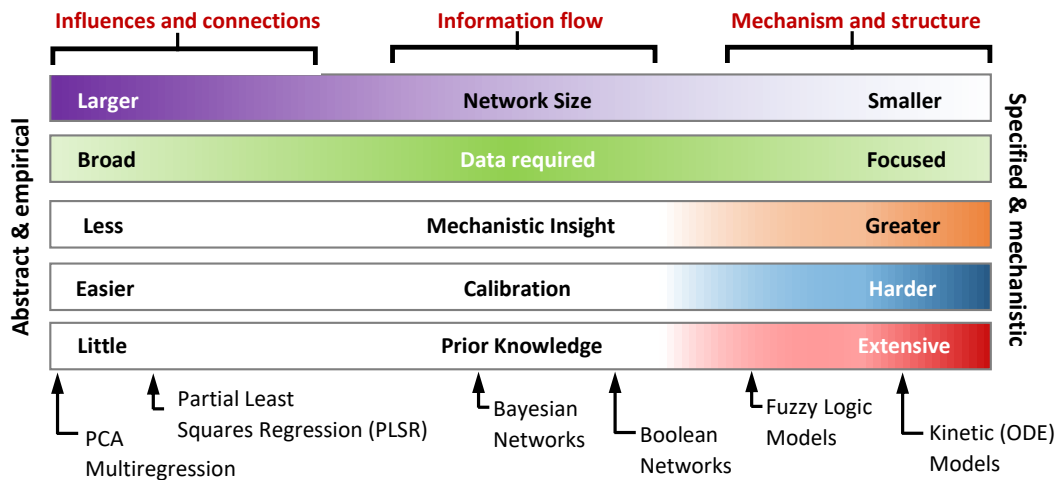 Influences and connections
Information flow
Mechanism and structure
Abstract & empirical
Specified & mechanistic
Larger
Network Size
Smaller
Broad
Data required
Focused
Less
Mechanistic Insight
Greater
Easier
Calibration
Harder
Little
Prior Knowledge
Extensive
PCA
Multiregression
Partial Least
Squares Regression (PLSR)
Bayesian
Networks
Boolean
Networks
Fuzzy Logic
Models
Kinetic (ODE)
Models